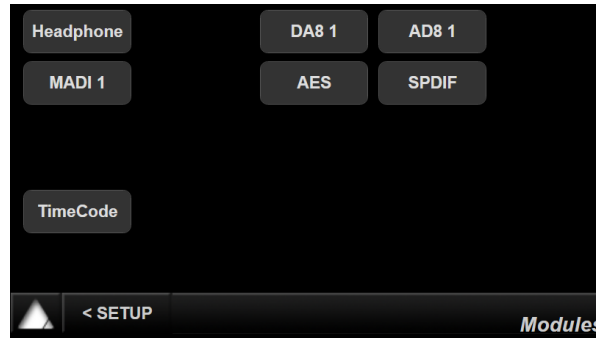 Headphone DA8 1 AD8 1
MADI 1 AES SPDIF
TimeCode
< SETUP
Modules